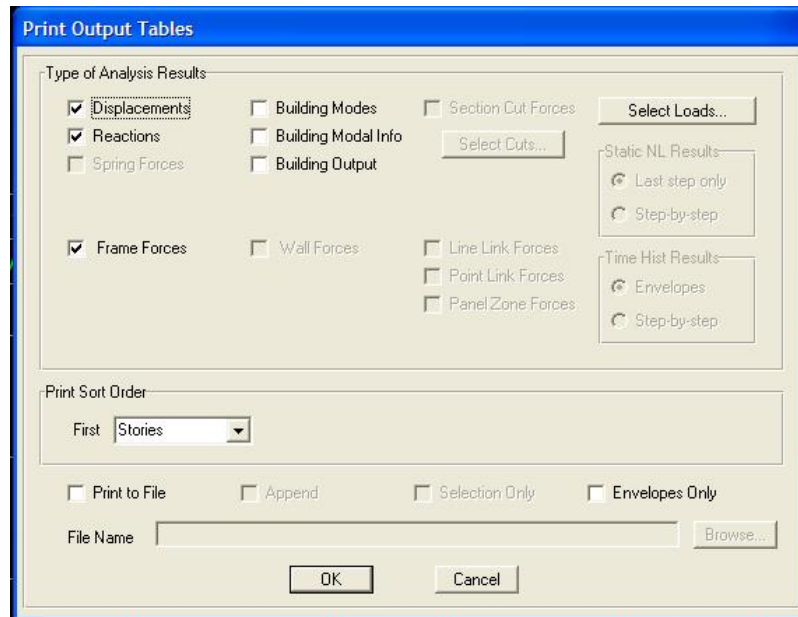 Print Output Tables
Type of Analysis Results
Displacements
Building Modes
Section Cut Forces
Select Loads...
Reactions
Building Modal Info
Select Cuts...
Spring Forces
Building Output
Static NL Results
Last step only
Step-by-step
Frame Forces
Wall Forces
Line Link Forces
Point Link Forces
Panel Zone Forces
Time Hist Results
Envelopes
Step-by-step
Print Sort Order
First Stories
Print to File
Append
Selection Only
Envelopes Only
File Name
Browse...
OK
Cancel